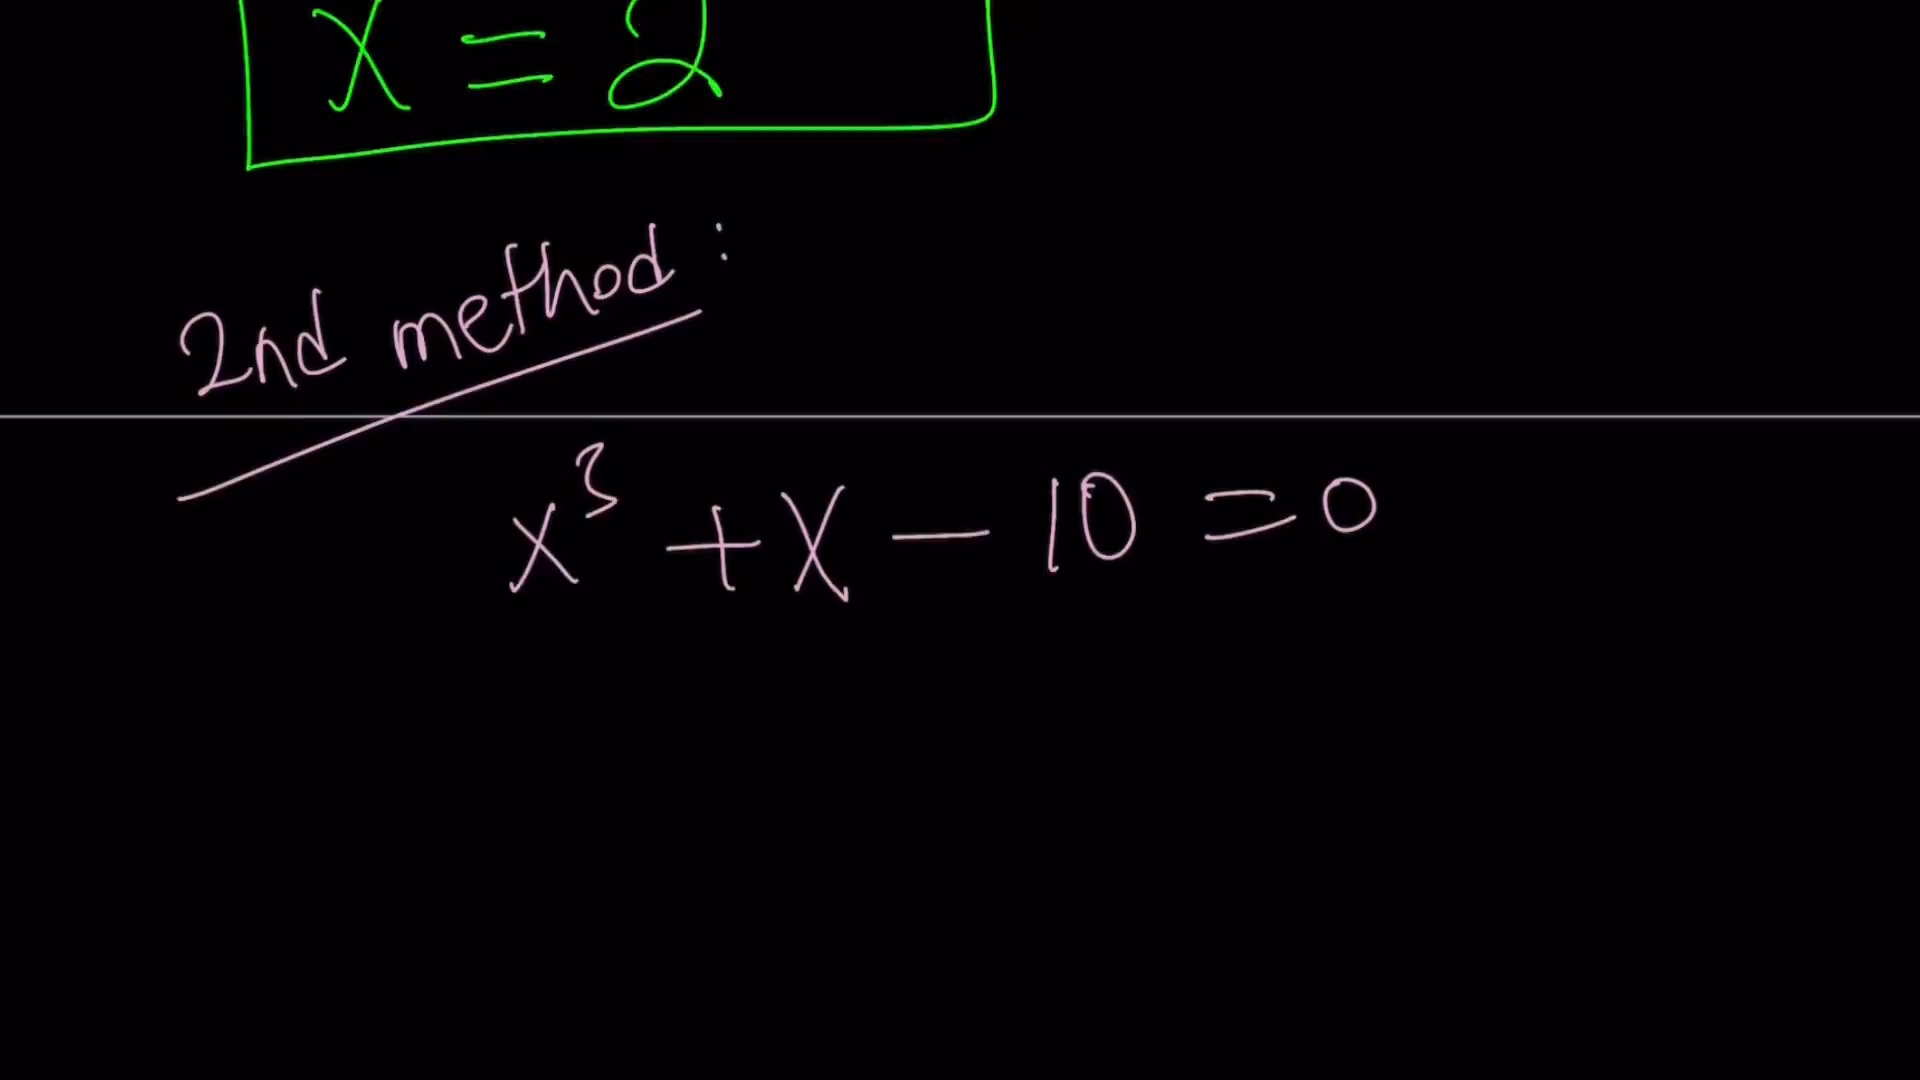 x = 2
2nd method:
x³ + x - 10 = 0